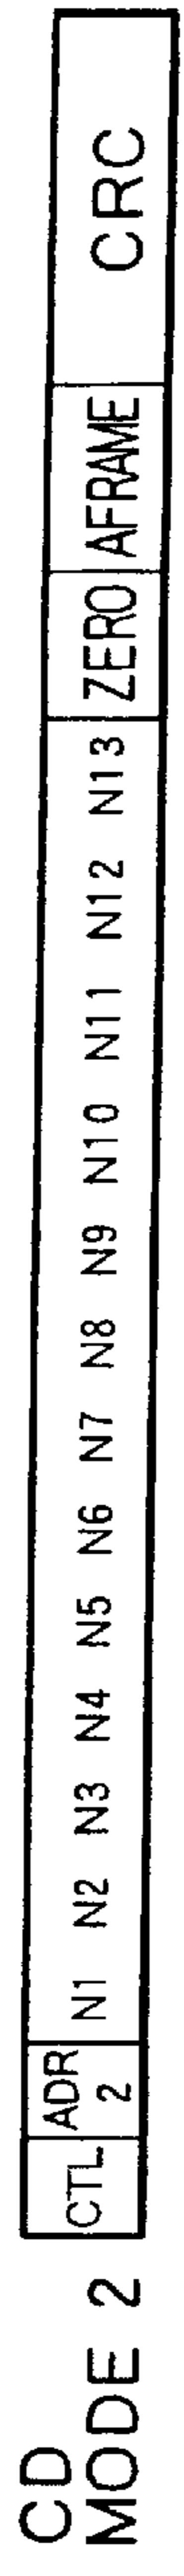 CD
MODE 2
CTL
ADR
2
N1 N2 N3 N4 N5 N6 N7 N8 N9 N10 N11 N12 N13
ZERO
AFRAME
CRC